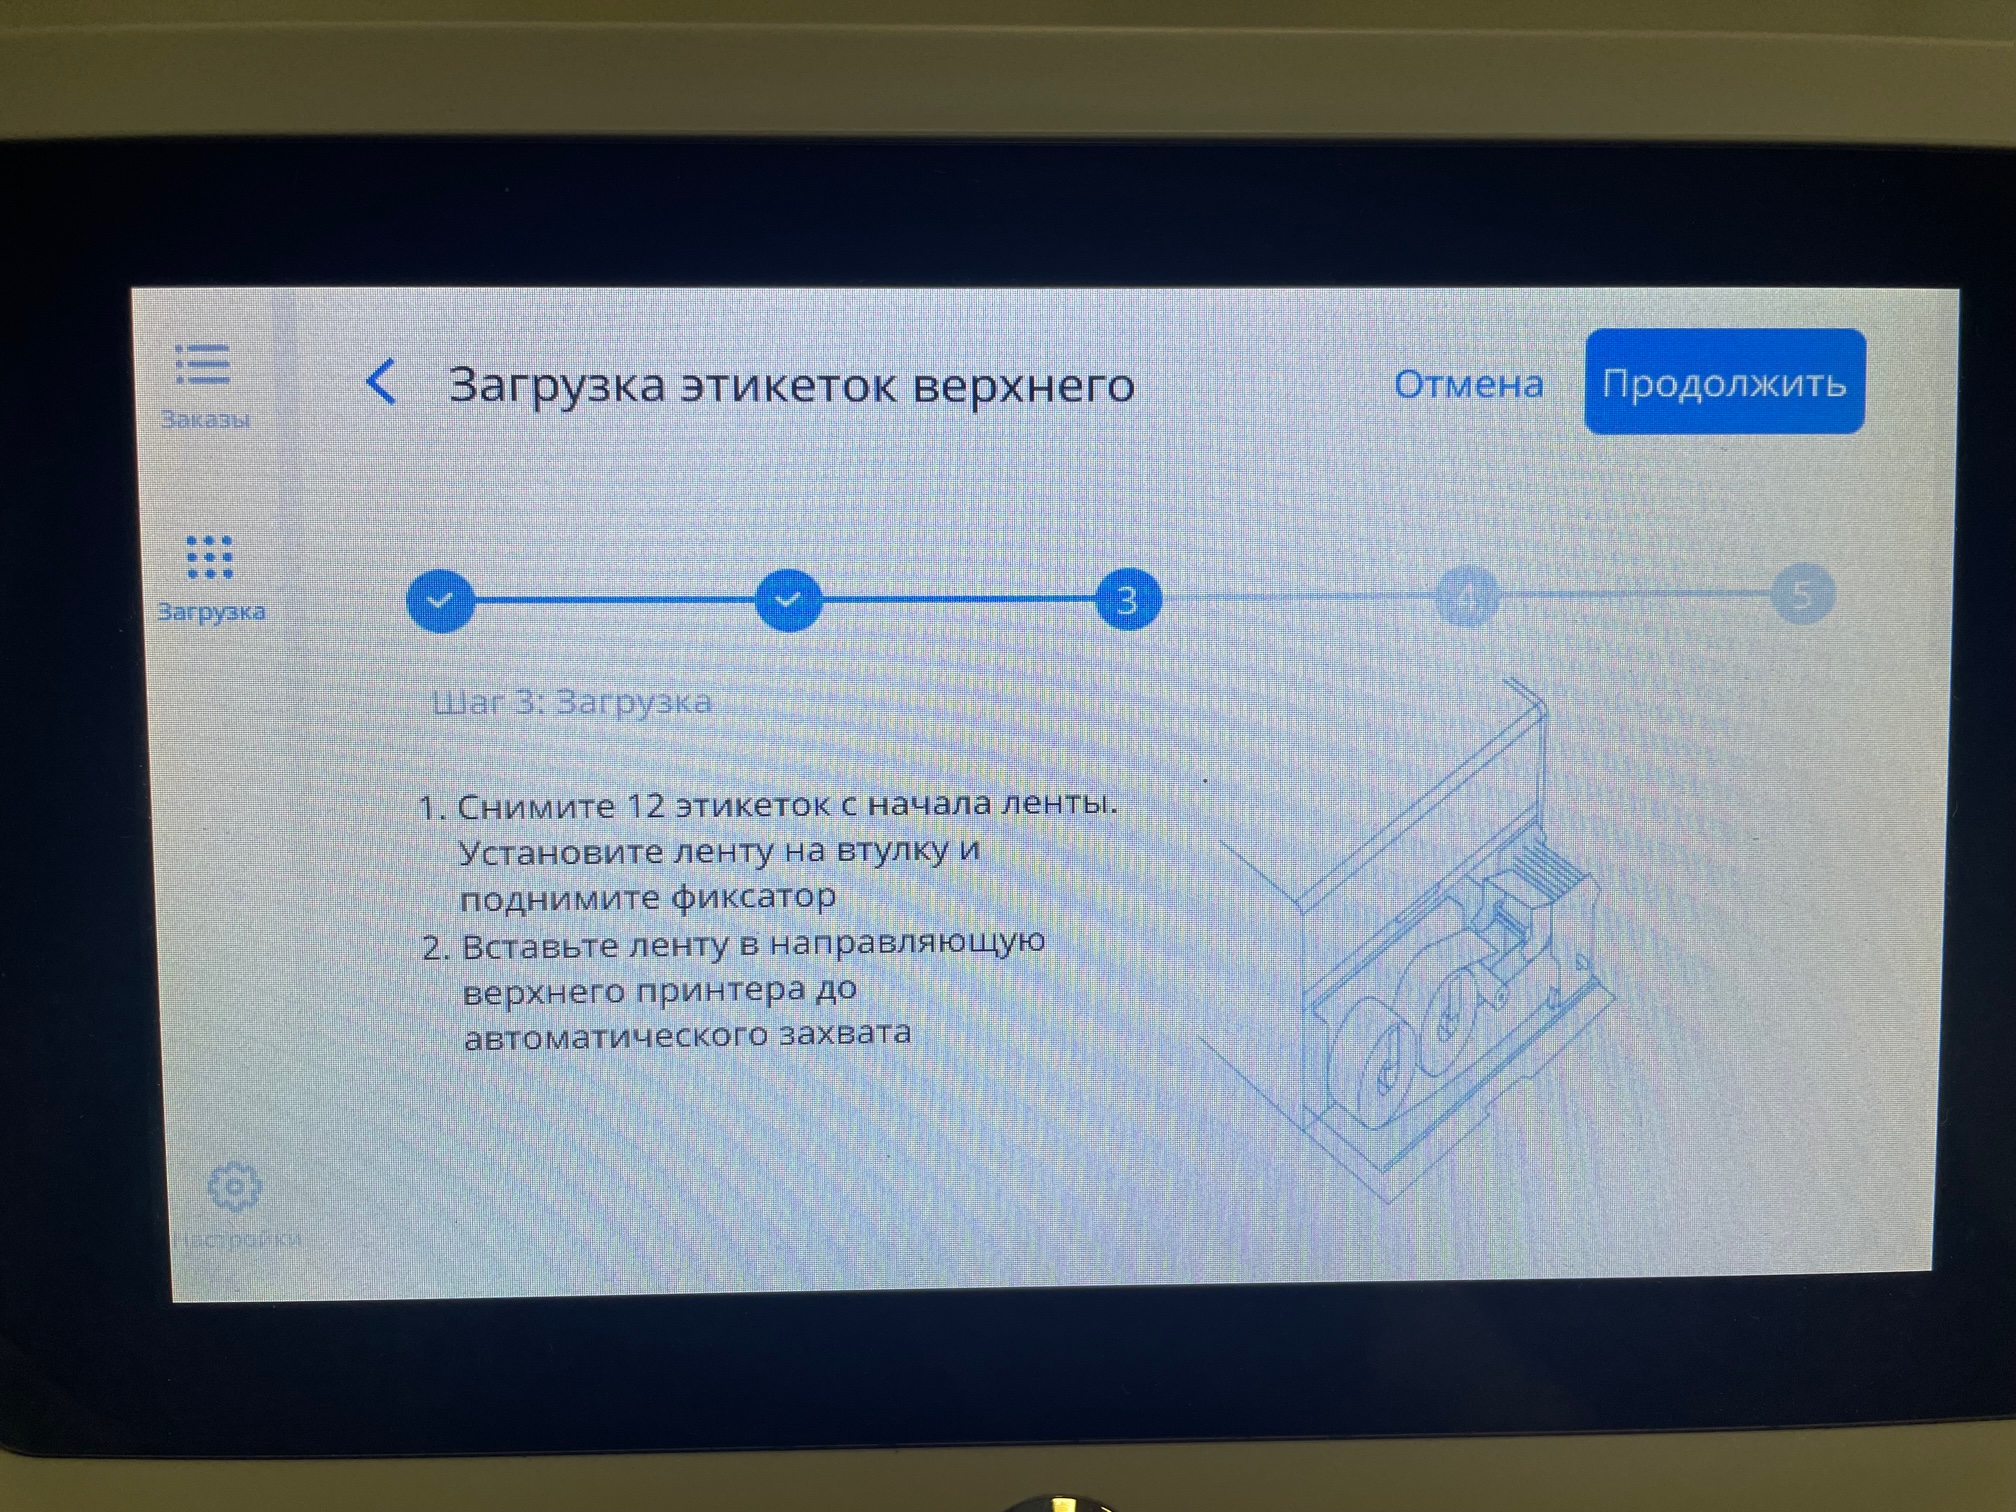 Заказы
Загрузка
Настройки
Загрузка этикеток верхнего
Отмена
Продолжить
3
4
5
Шаг 3: Загрузка
1. Снимите 12 этикеток с начала ленты.
Установите ленту на втулку и
поднимите фиксатор
2. Вставьте ленту в направляющую
верхнего принтера до
автоматического захвата